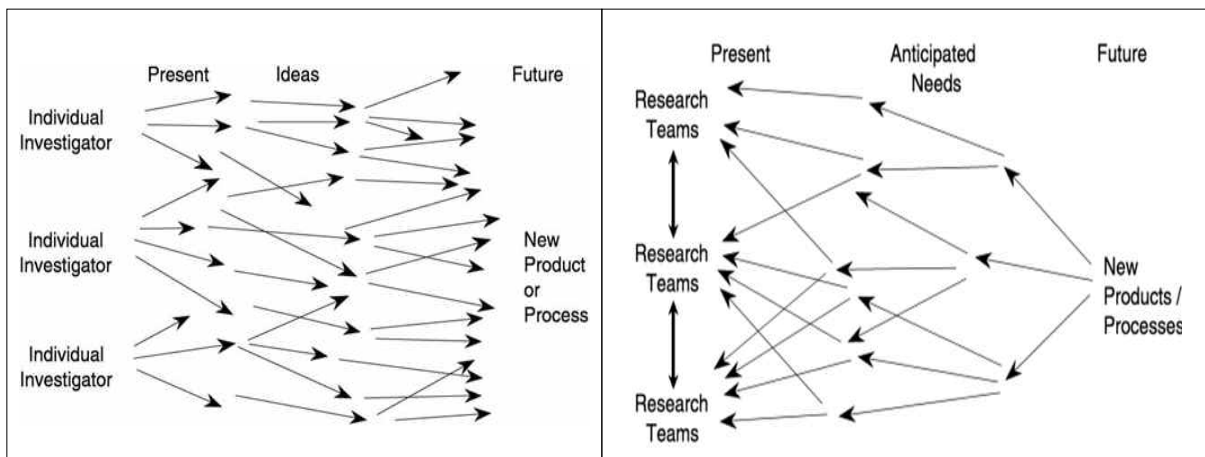 Present
Ideas
Future
Individual
Investigator
Individual
Investigator
Individual
Investigator
New
Product
or
Process
Present
Anticipated
Needs
Future
Research
Teams
Research
Teams
Research
Teams
New
Products /
Processes